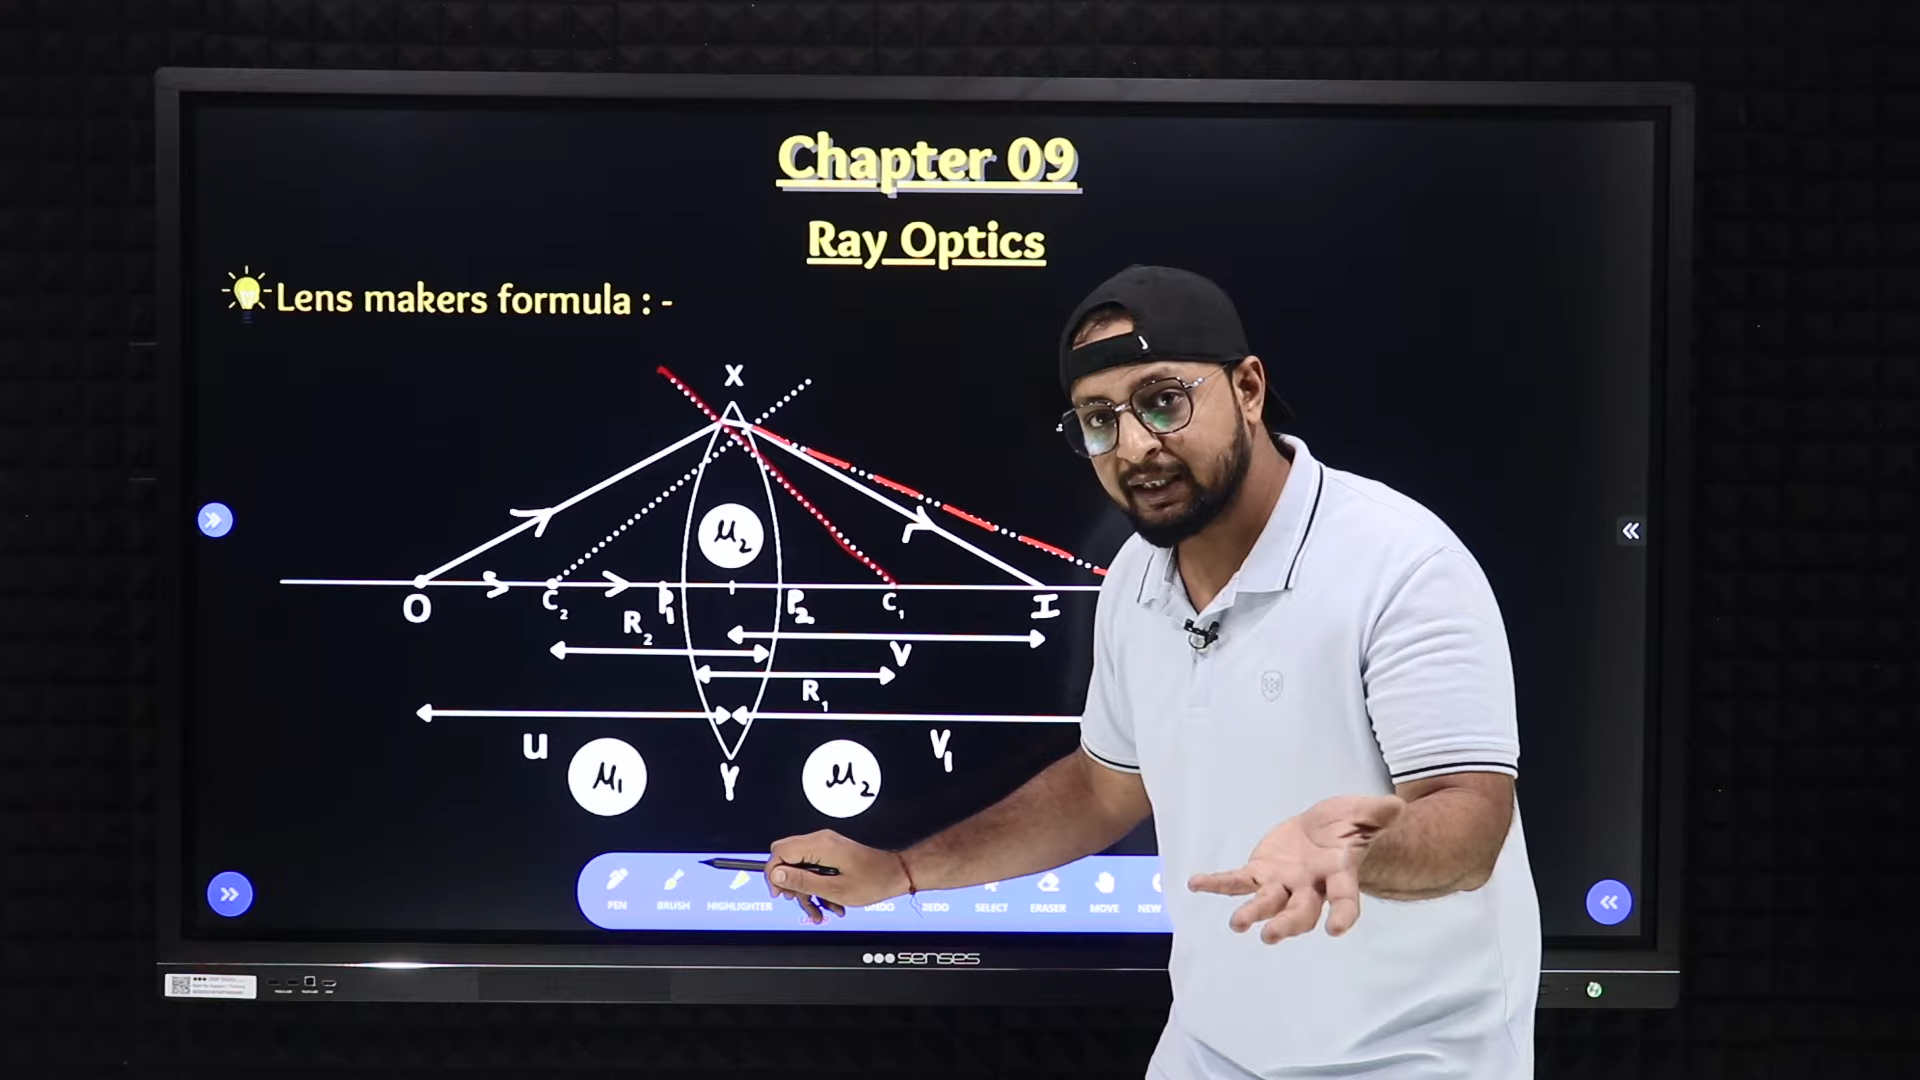 Chapter 09
Ray Optics
Lens makers formula : -
X
μ2
O
C2
P1
P2
C1
I
R2
V
R1
u
V1
μ1
Y
μ2
PEN
BRUSH
HIGHLIGHTER
UNDO
REDO
SELECT
ERASER
MOVE
NEW
senses